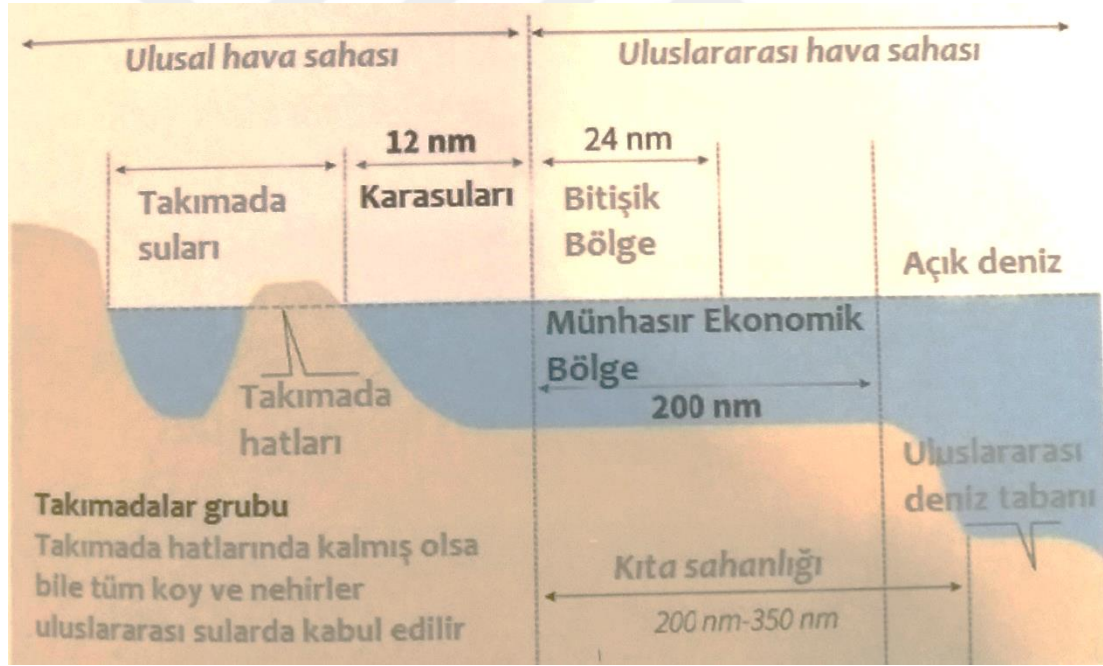 Ulusal hava sahası
Uluslararası hava sahası
12 nm
24 nm
Takımada
suları
Karasuları
Bitişik
Bölge
Açık deniz
Münhasır Ekonomik
Bölge
200 nm
Takımada
hatları
Uluslararası
deniz tabanı
Takımadalar grubu
Takımada hatlarında kalmış olsa
bile tüm koy ve nehirler
uluslararası sularda kabul edilir
Kıta sahanlığı
200 nm-350 nm